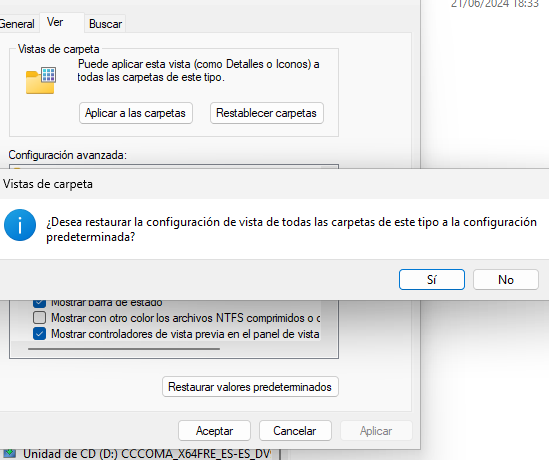 21/06/2024 18:33
General
Ver
Buscar
Vistas de carpeta
Puede aplicar esta vista (como Detalles o Iconos) a
todas las carpetas de este tipo.
Aplicar a las carpetas
Restablecer carpetas
Configuración avanzada:
Vistas de carpeta
¿Desea restaurar la configuración de vista de todas las carpetas de este tipo a la configuración
predeterminada?
Sí
No
Mostrar barra de estado
Mostrar con otro color los archivos NTFS comprimidos o c
Mostrar controladores de vista previa en el panel de vista
Restaurar valores predeterminados
Aceptar
Cancelar
Aplicar
Unidad de CD (D:) CCCOMA_X64FRE_ES-ES_DV